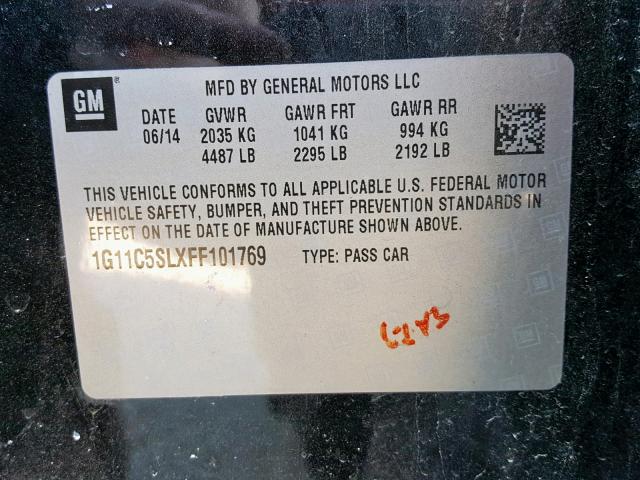 GM
MFD BY GENERAL MOTORS LLC
DATE GVWR GAWR FRT GAWR RR
06/14 2035 KG 1041 KG 994 KG
4487 LB 2295 LB 2192 LB
THIS VEHICLE CONFORMS TO ALL APPLICABLE U.S. FEDERAL MOTOR
VEHICLE SAFETY, BUMPER, AND THEFT PREVENTION STANDARDS IN
EFFECT ON THE DATE OF MANUFACTURE SHOWN ABOVE.
1G11C5SLXFF101769 TYPE: PASS CAR